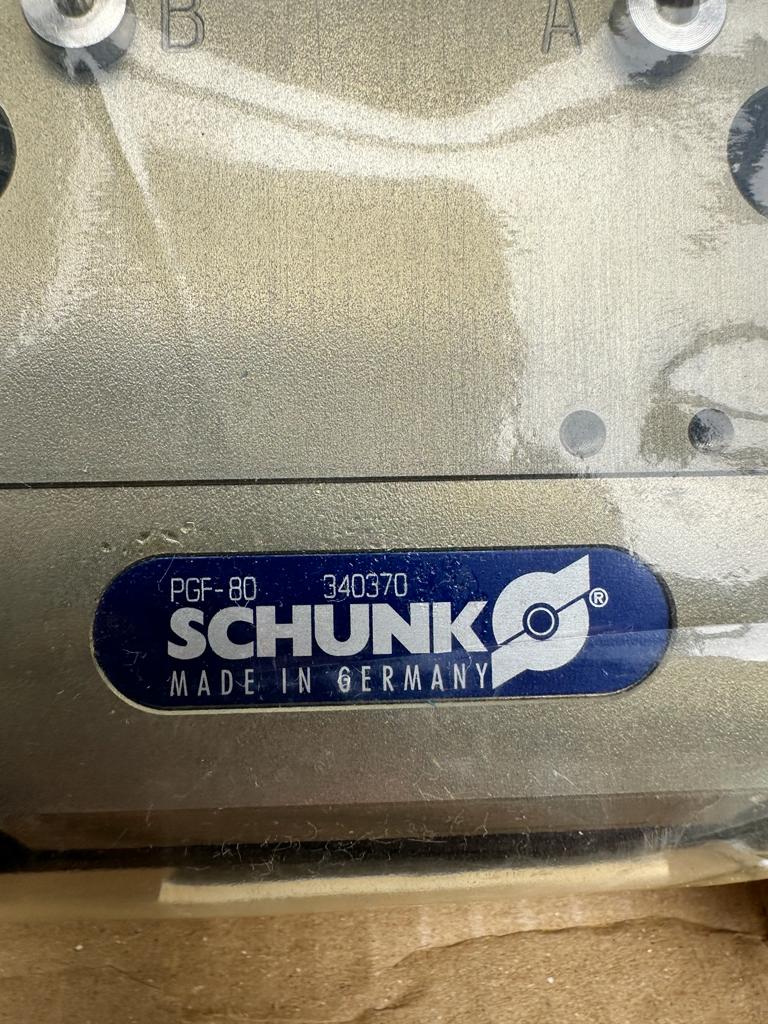 B A
PGF-80 340370
SCHUNK ®
MADE IN GERMANY